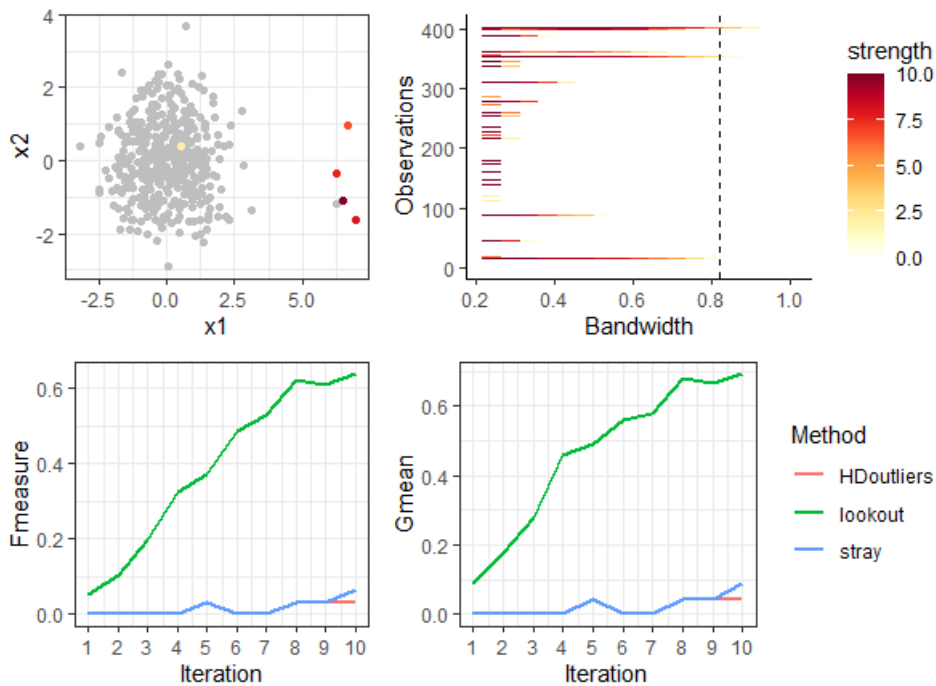 4
2
0
-2
x2
-2.5
0.0
2.5
5.0
x1
400
300
200
100
0
Observations
0.2
0.4
0.6
0.8
1.0
Bandwidth
strength
10.0
7.5
5.0
2.5
0.0
0.6
0.4
0.2
0.0
Fmeasure
1 2 3 4 5 6 7 8 9 10
Iteration
0.6
0.4
0.2
0.0
Gmean
1 2 3 4 5 6 7 8 9 10
Iteration
Method
HDoutliers
lookout
stray